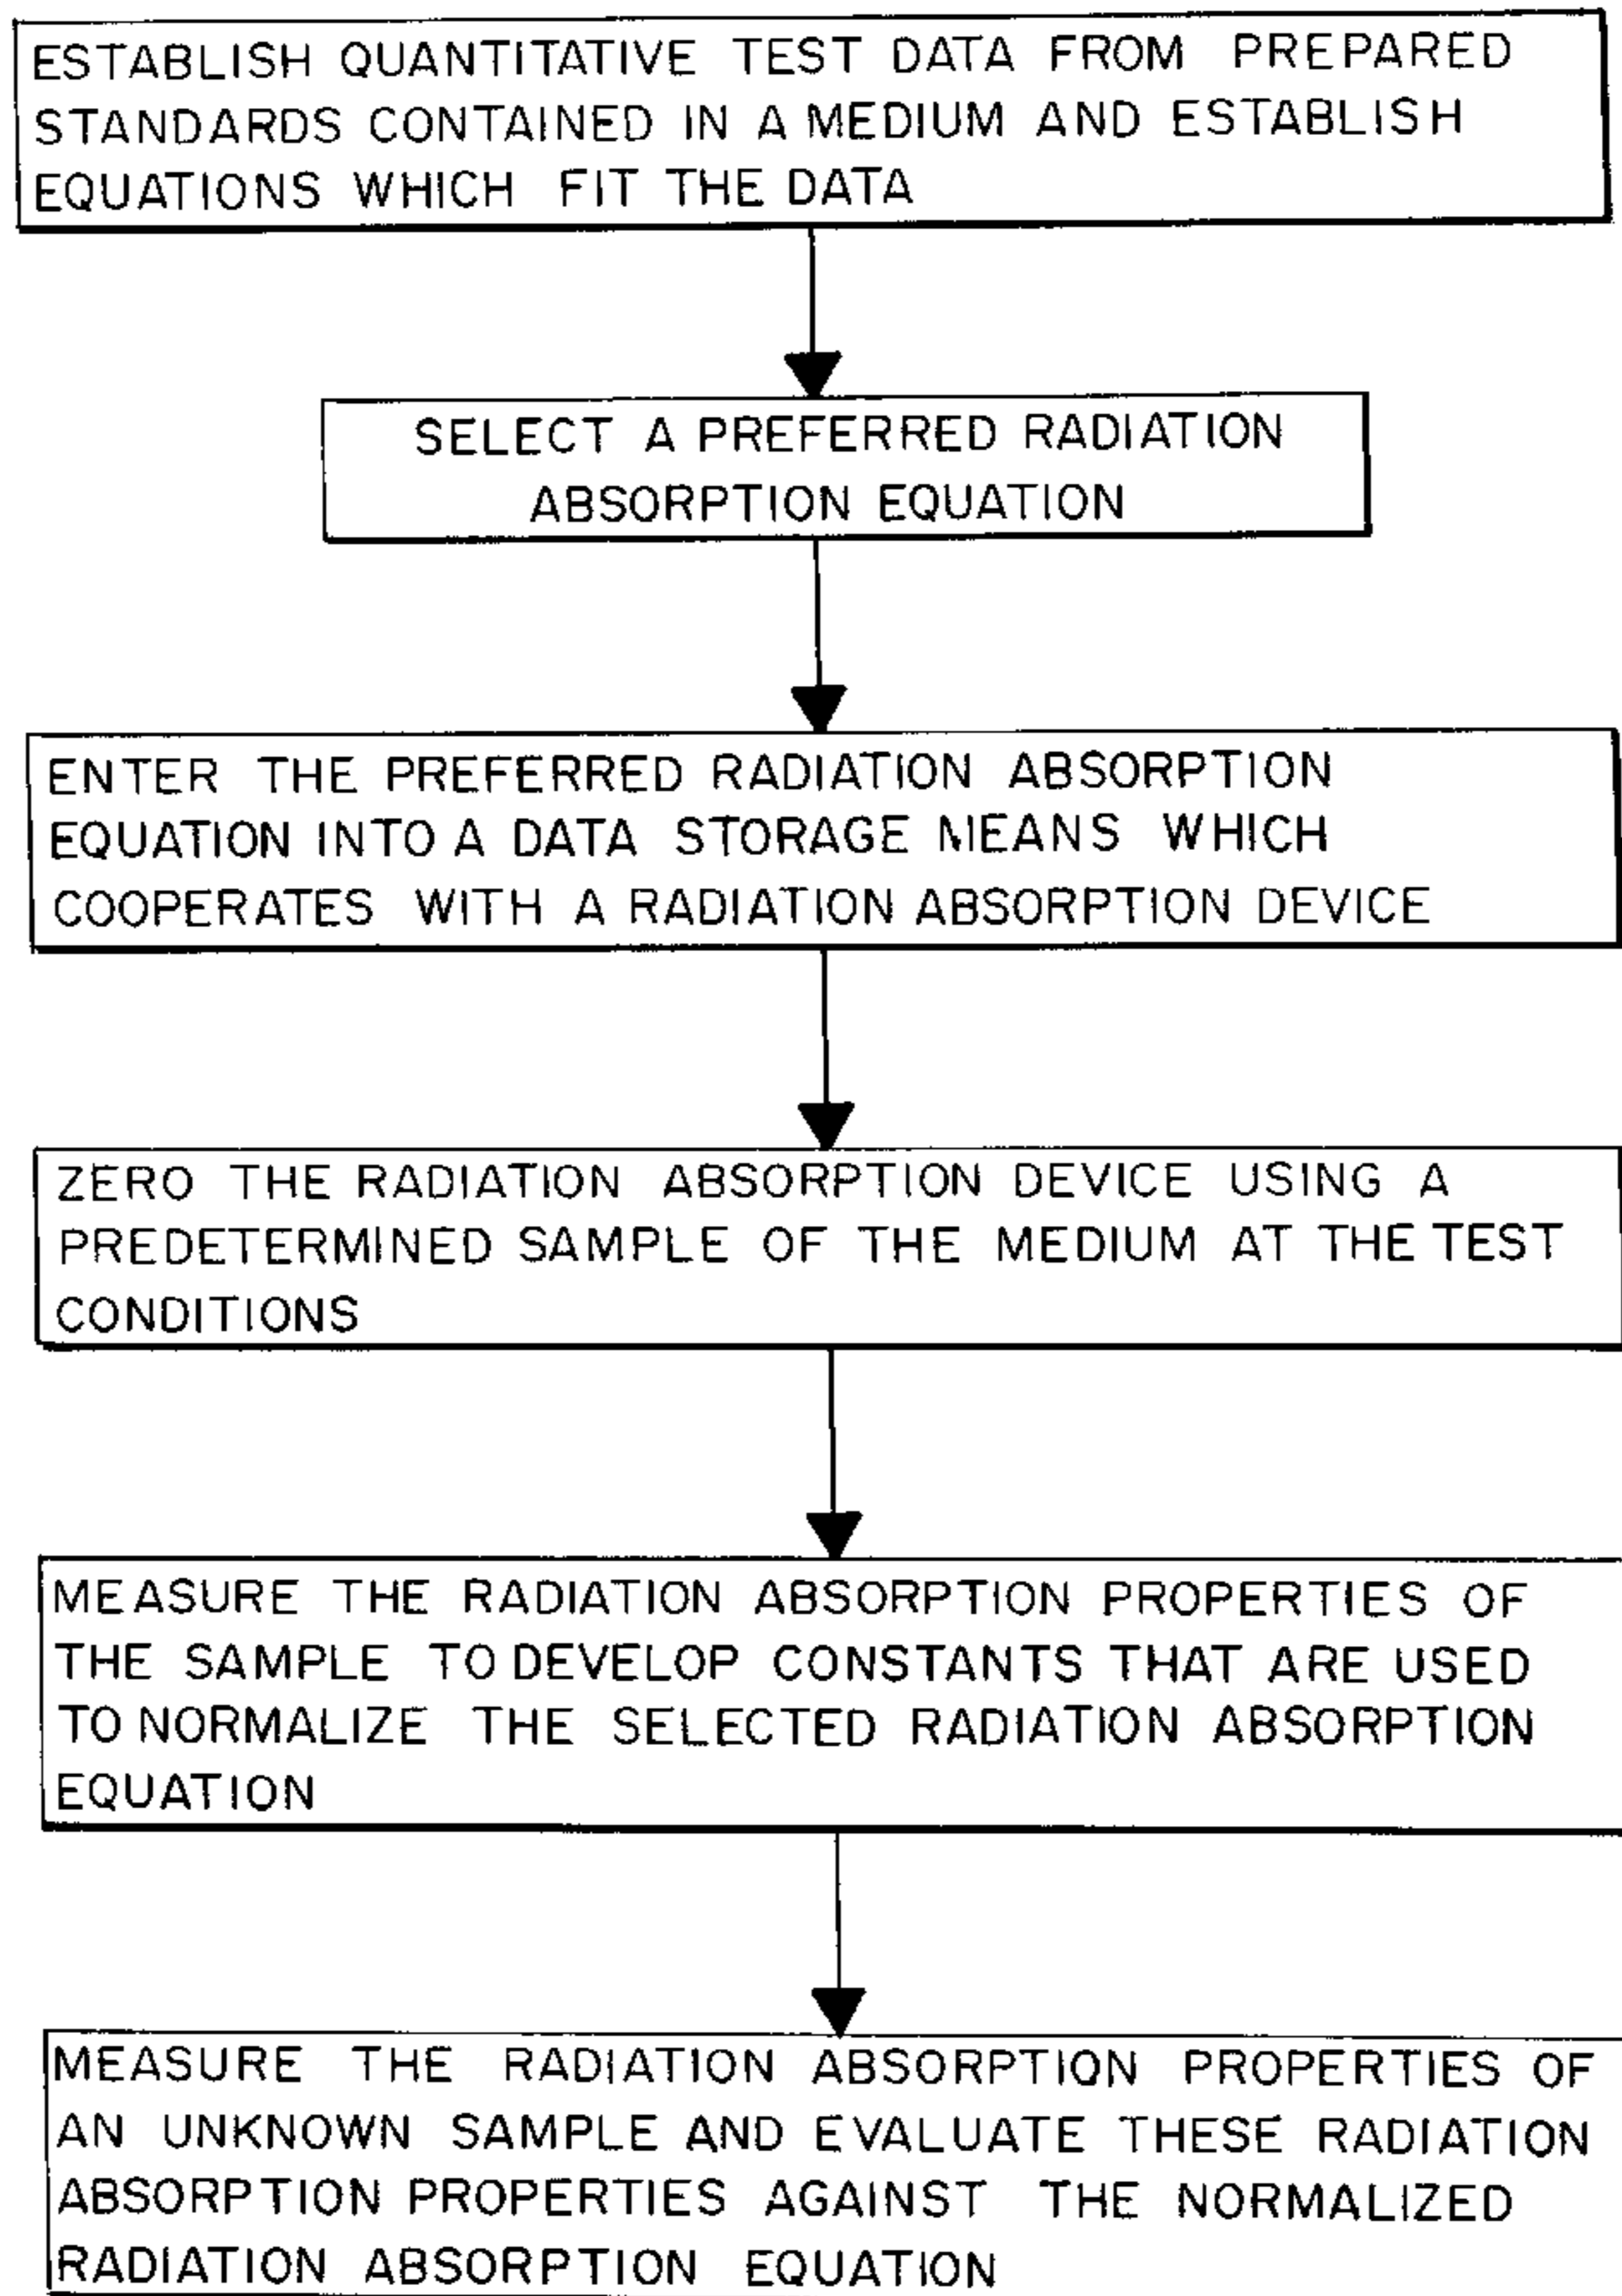 ESTABLISH QUANTITATIVE TEST DATA FROM PREPARED
STANDARDS CONTAINED IN A MEDIUM AND ESTABLISH
EQUATIONS WHICH FIT THE DATA
SELECT A PREFERRED RADIATION
ABSORPTION EQUATION
ENTER THE PREFERRED RADIATION ABSORPTION
EQUATION INTO A DATA STORAGE MEANS WHICH
COOPERATES WITH A RADIATION ABSORPTION DEVICE
ZERO THE RADIATION ABSORPTION DEVICE USING A
PREDETERMINED SAMPLE OF THE MEDIUM AT THE TEST
CONDITIONS
MEASURE THE RADIATION ABSORPTION PROPERTIES OF
THE SAMPLE TO DEVELOP CONSTANTS THAT ARE USED
TO NORMALIZE THE SELECTED RADIATION ABSORPTION
EQUATION
MEASURE THE RADIATION ABSORPTION PROPERTIES OF
AN UNKNOWN SAMPLE AND EVALUATE THESE RADIATION
ABSORPTION PROPERTIES AGAINST THE NORMALIZED
RADIATION ABSORPTION EQUATION